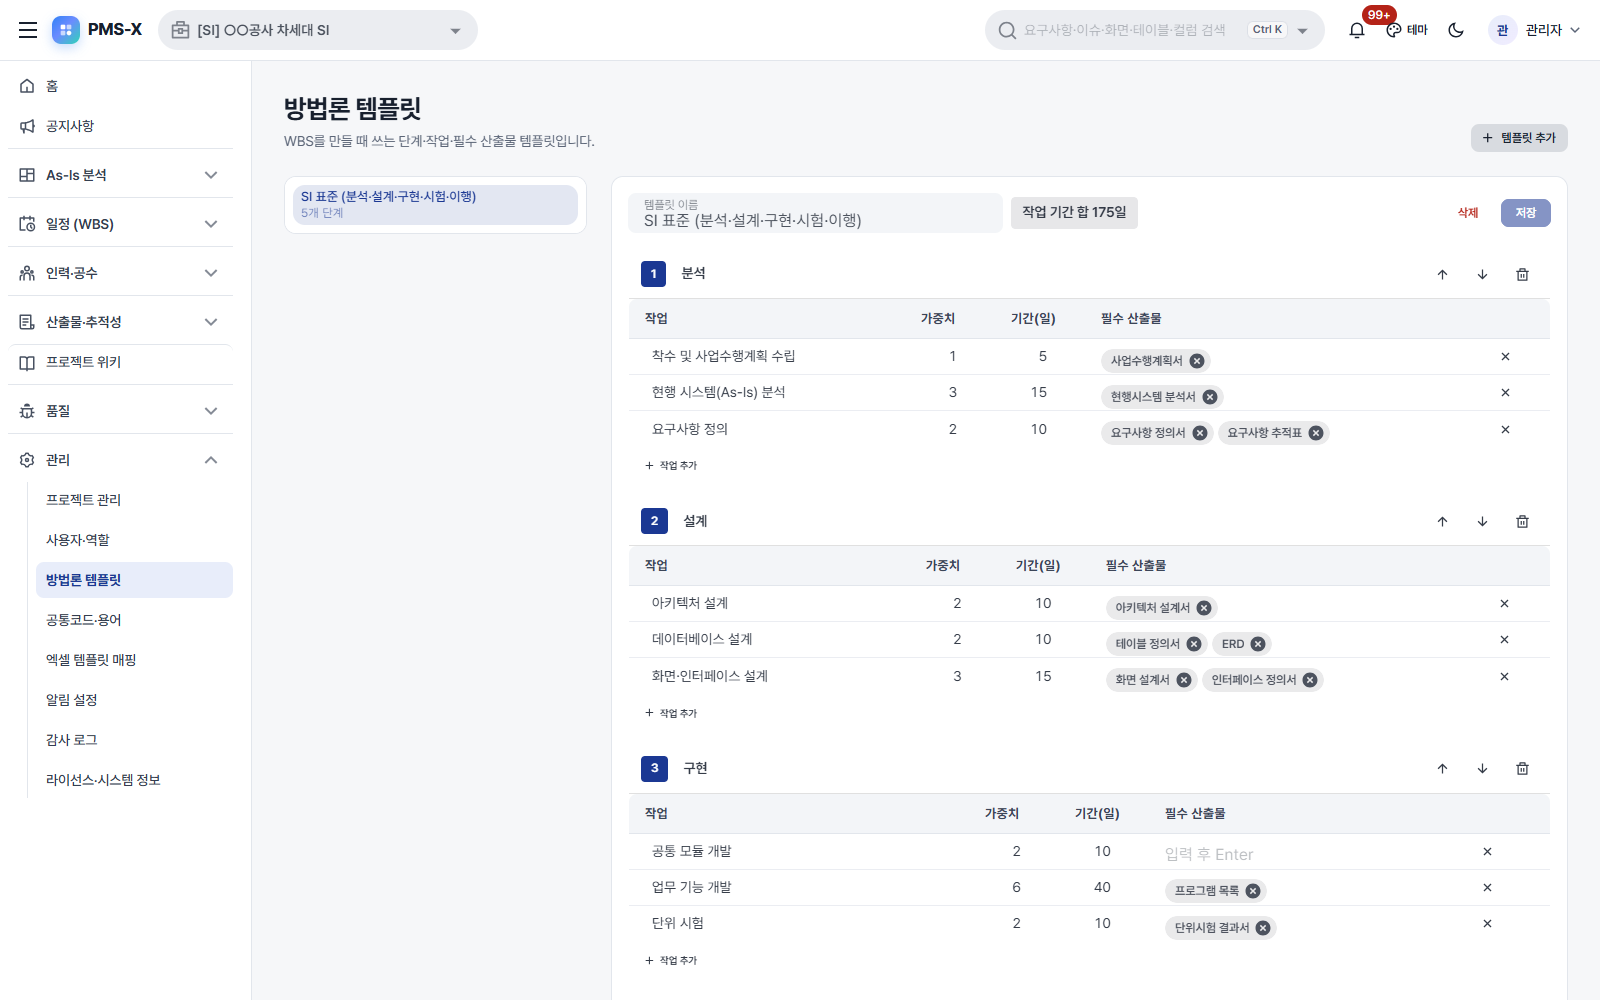 PMS-X
[SI] 〇〇공사 차세대 SI
요구사항·이슈·화면·테이블·컬럼 검색
Ctrl K
99+
테마
관
관리자
홈
공지사항
As-Is 분석
일정 (WBS)
인력·공수
산출물·추적성
프로젝트 위키
품질
관리
프로젝트 관리
사용자·역할
방법론 템플릿
공통코드·용어
엑셀 템플릿 매핑
알림 설정
감사 로그
라이선스·시스템 정보
방법론 템플릿
WBS를 만들 때 쓰는 단계·작업·필수 산출물 템플릿입니다.
템플릿 추가
SI 표준 (분석·설계·구현·시험·이행)
5개 단계
템플릿 이름
SI 표준 (분석·설계·구현·시험·이행)
작업 기간 합 175일
삭제
저장
1 분석
작업 가중치 기간(일) 필수 산출물
착수 및 사업수행계획 수립 1 5 사업수행계획서
현행 시스템(As-Is) 분석 3 15 현행시스템 분석서
요구사항 정의 2 10 요구사항 정의서 요구사항 추적표
작업 추가
2 설계
작업 가중치 기간(일) 필수 산출물
아키텍처 설계 2 10 아키텍처 설계서
데이터베이스 설계 2 10 테이블 정의서 ERD
화면·인터페이스 설계 3 15 화면 설계서 인터페이스 정의서
작업 추가
3 구현
작업 가중치 기간(일) 필수 산출물
공통 모듈 개발 2 10 입력 후 Enter
업무 기능 개발 6 40 프로그램 목록
단위 시험 2 10 단위시험 결과서
작업 추가